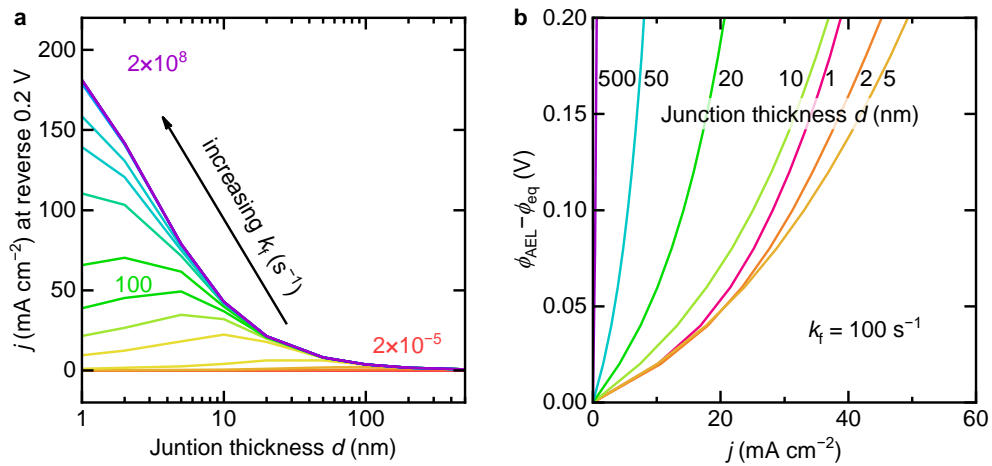 a
200
150
100
50
0
j (mA cm⁻²) at reverse 0.2 V
2×10⁸
100
increasing k_f (s⁻¹)
2×10⁻⁵
1 10 100
Juntion thickness d (nm)
b
0.20
0.15
0.10
0.05
0.00
ϕ_AEL−ϕ_eq (V)
500 50 20 10 1 2 5
Junction thickness d (nm)
k_f = 100 s⁻¹
0 20 40 60
j (mA cm⁻²)